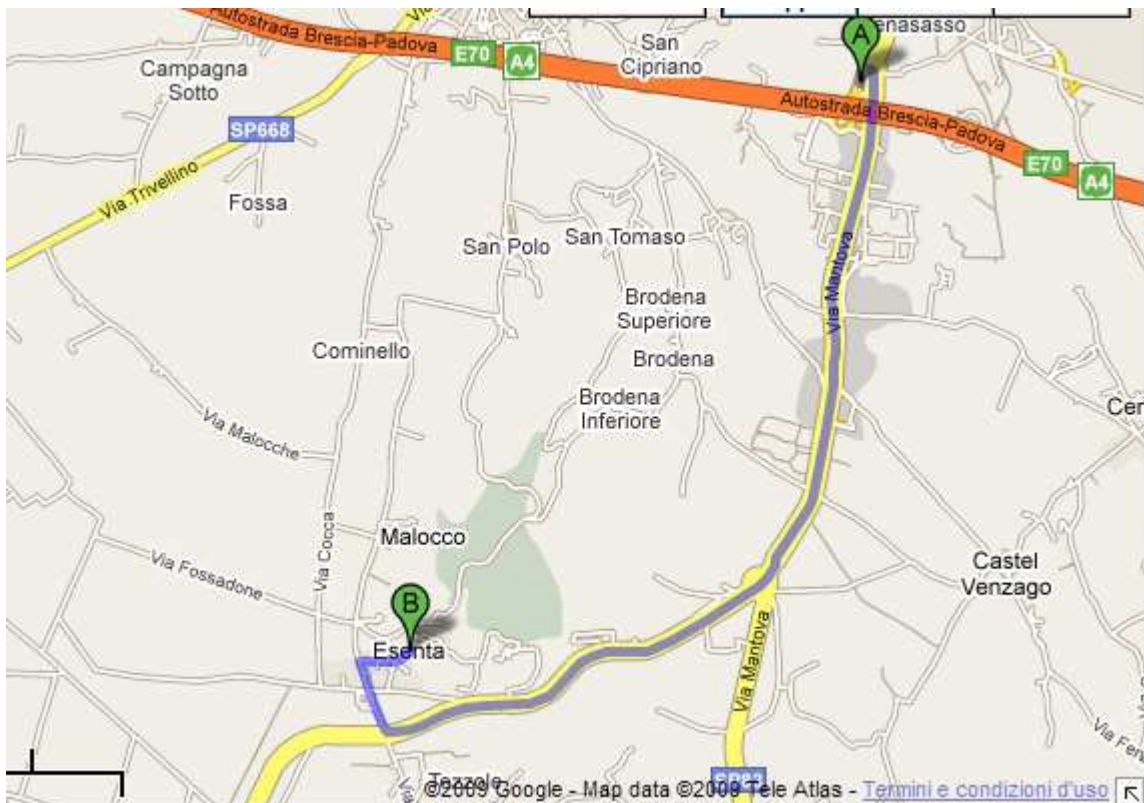 Autostrada Brescia-Padova
E70
A4
San
Cipriano
A
Campagna
Sotto
Autostrada Brescia-Padova
SP668
E70
A4
Via Trivellino
Fossa
San Polo
San Tomaso
Via Mantova
Brodena
Superiore
Cominello
Brodena
Brodena
Inferiore
Via Malocche
Malocco
Via Cocca
Via Fossadone
Castel
Venzago
B
Esenta
Via Mantova
©2009 Google - Map data ©2009 Tele Atlas - Termini e condizioni d'uso